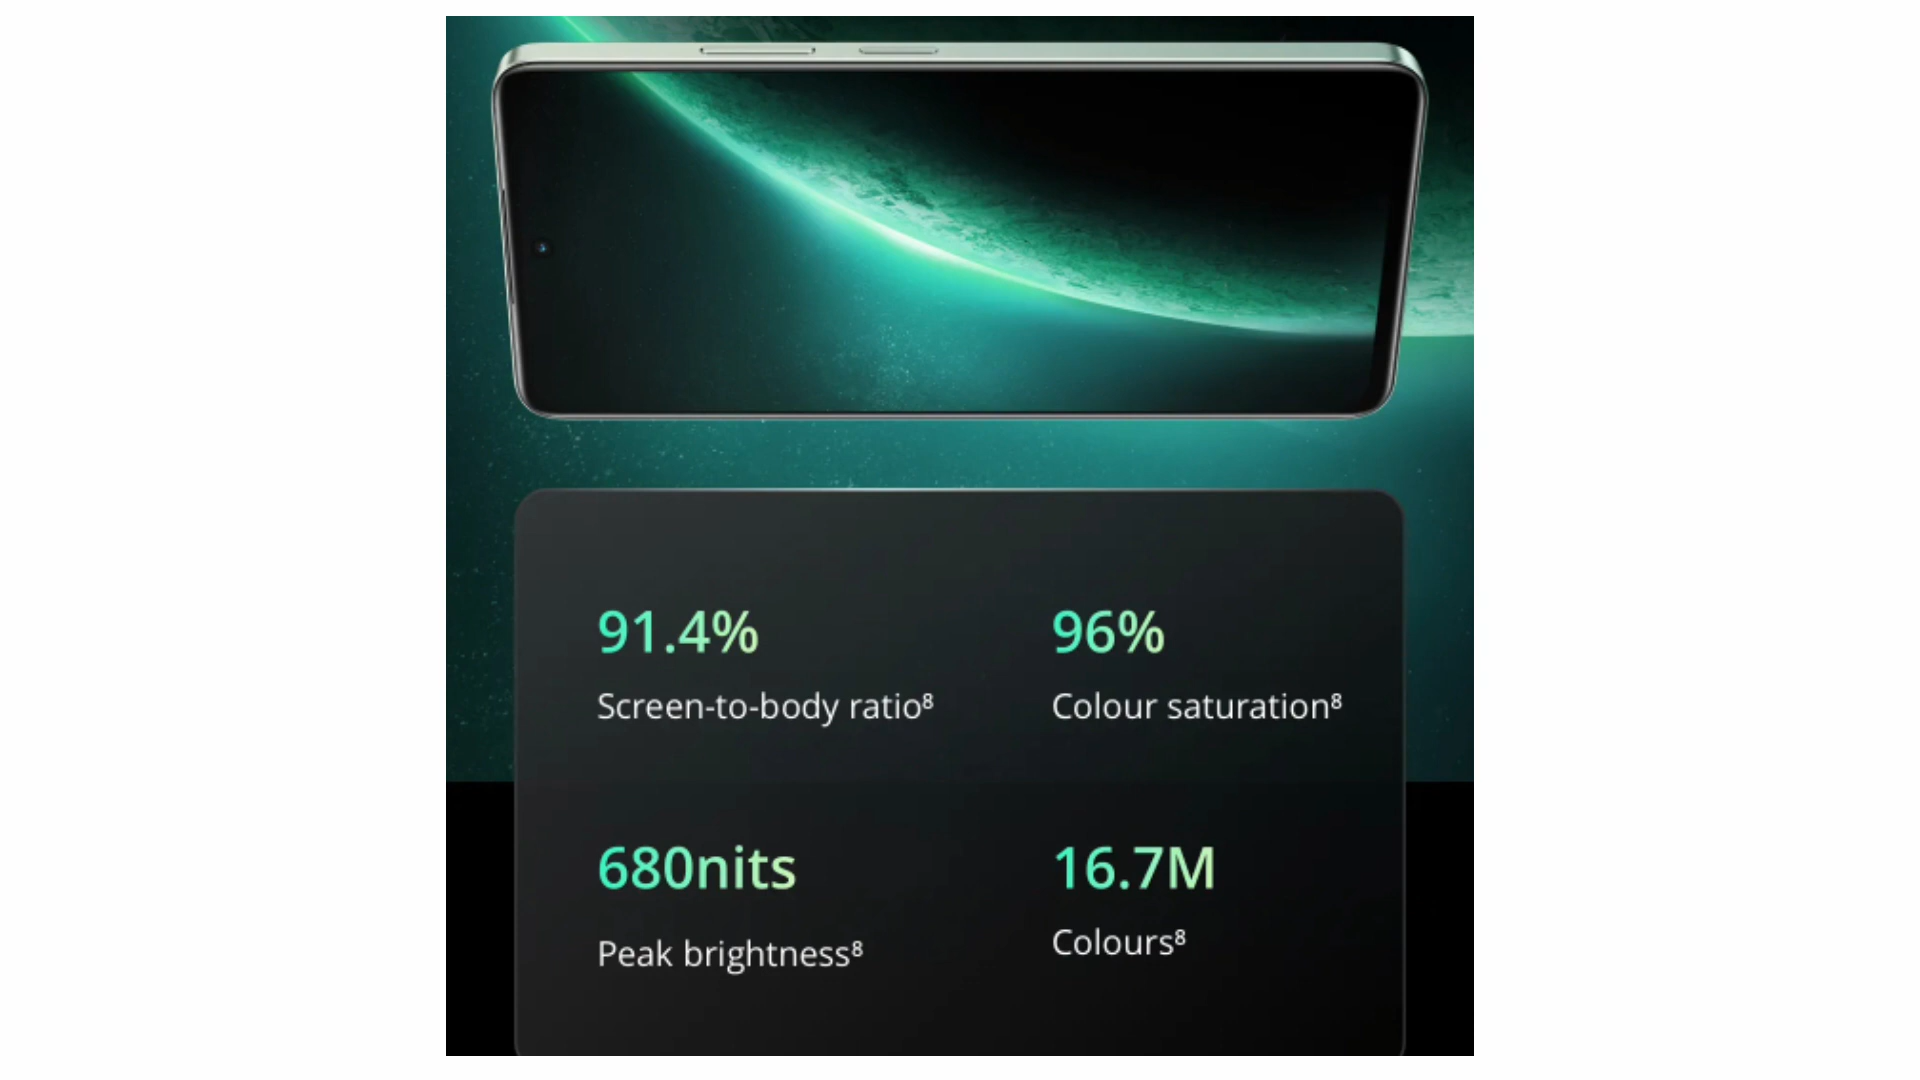 91.4%
Screen-to-body ratio⁸
96%
Colour saturation⁸
680nits
Peak brightness⁸
16.7M
Colours⁸